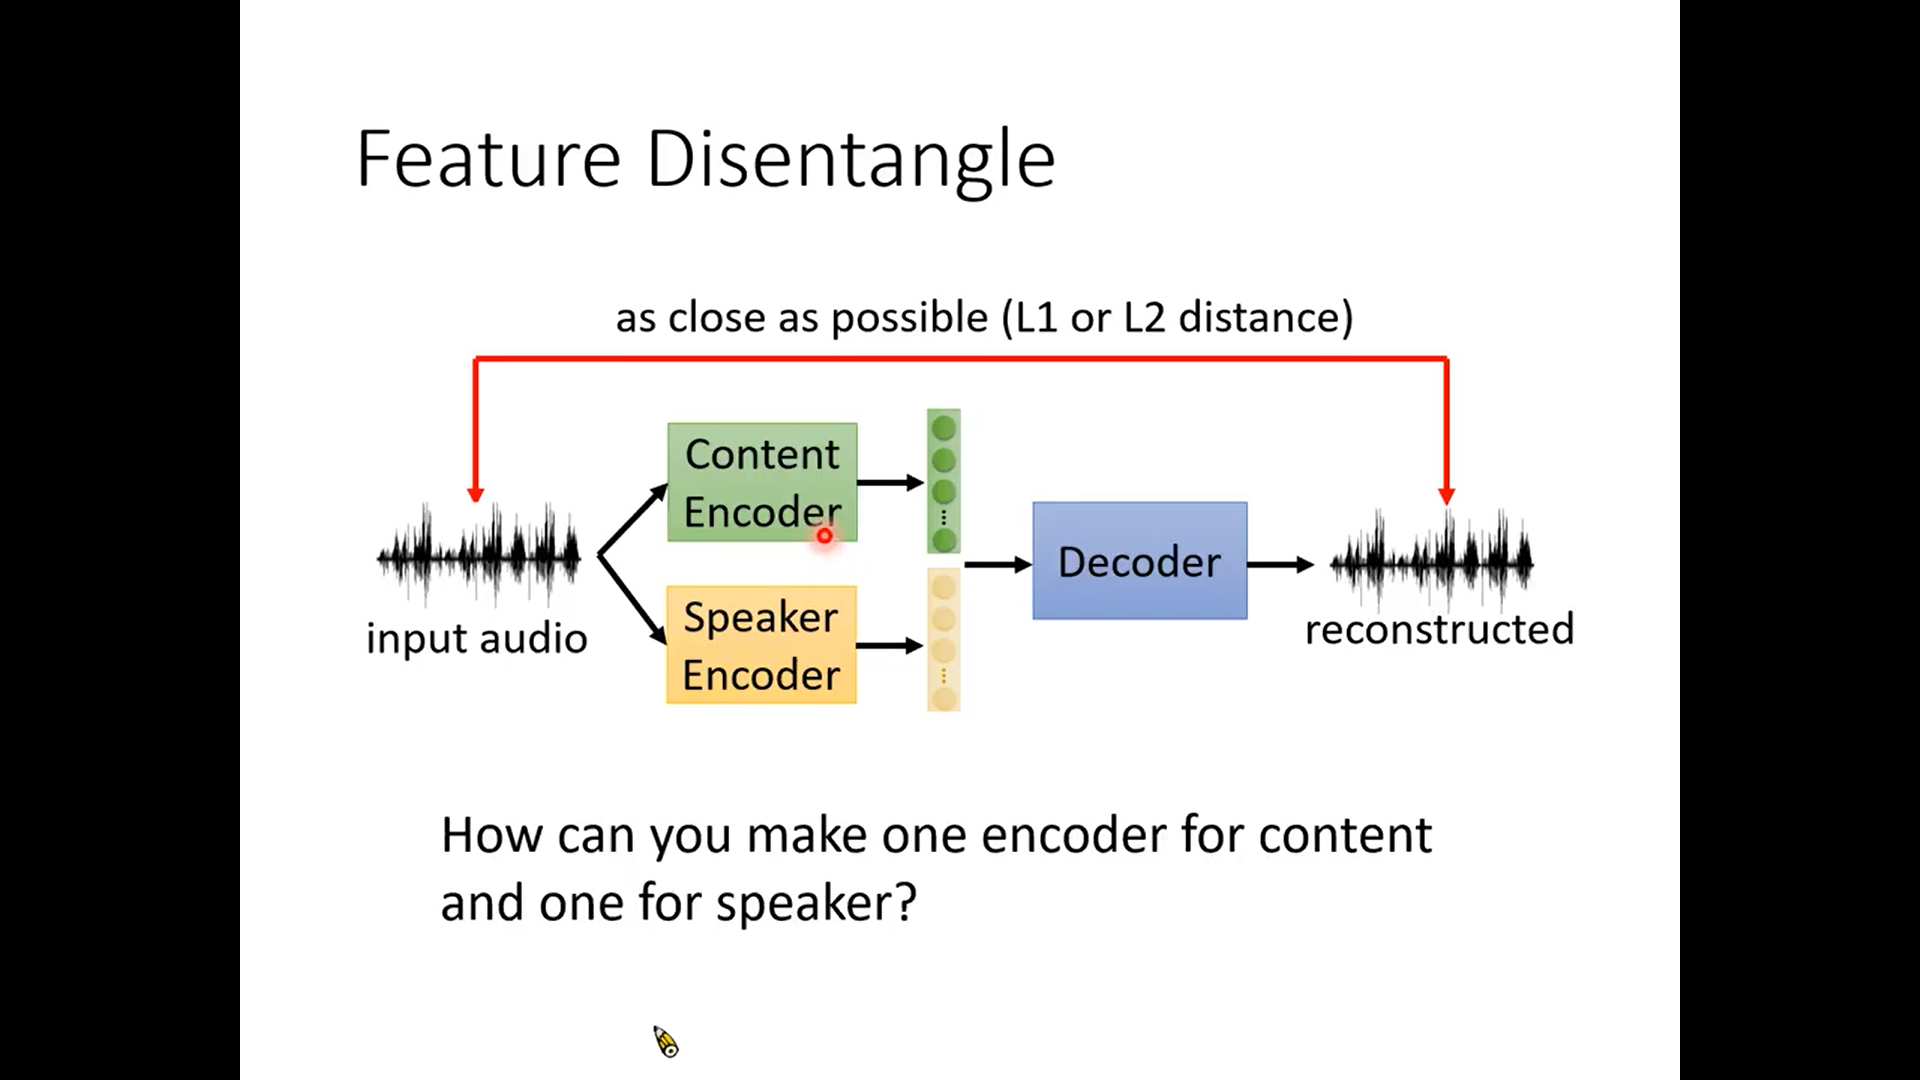 Feature Disentangle
as close as possible (L1 or L2 distance)
Content
Encoder
input audio
Speaker
Encoder
Decoder
reconstructed
How can you make one encoder for content
and one for speaker?